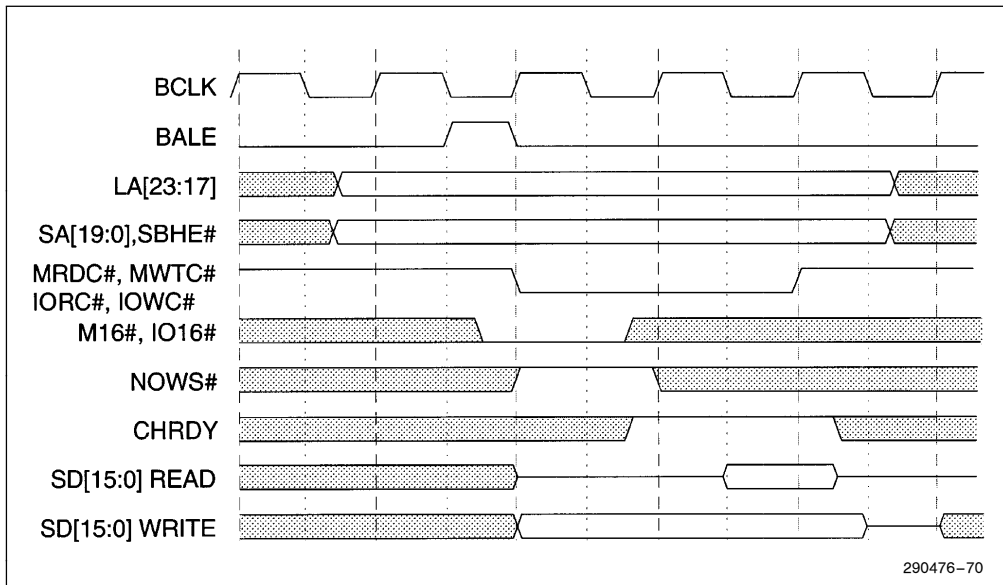 BCLK
BALE
LA[23:17]
SA[19:0],SBHE#
MRDC#, MWTC#
IORC#, IOWC#
M16#, IO16#
NOWS#
CHRDY
SD[15:0] READ
SD[15:0] WRITE
290476–70